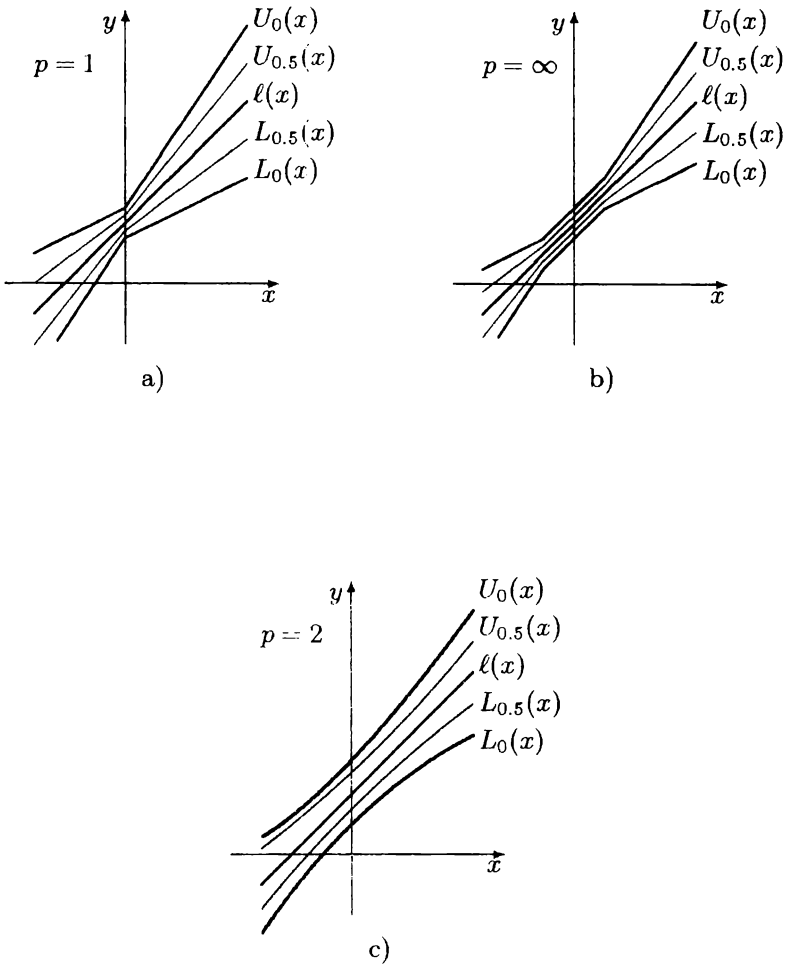 y
p = 1
U₀(x)
U₀.₅(x)
ℓ(x)
L₀.₅(x)
L₀(x)
x
a)
y
p = ∞
U₀(x)
U₀.₅(x)
ℓ(x)
L₀.₅(x)
L₀(x)
x
b)
y
p = 2
U₀(x)
U₀.₅(x)
ℓ(x)
L₀.₅(x)
L₀(x)
x
c)